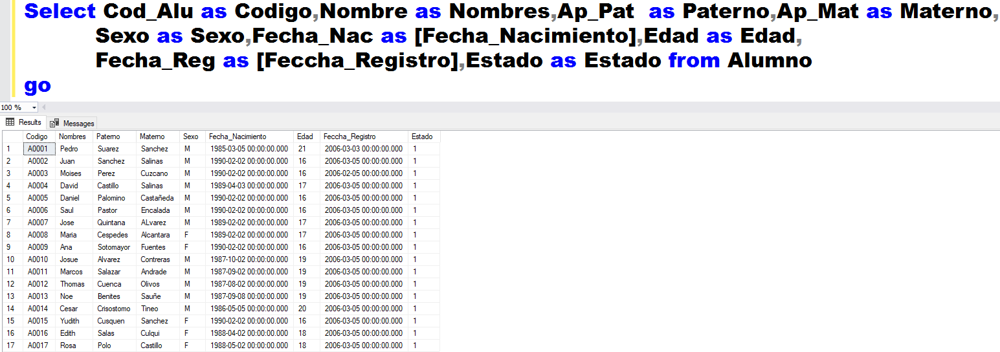 Select Cod_Alu as Codigo,Nombre as Nombres,Ap_Pat  as Paterno,Ap_Mat as Materno,
Sexo as Sexo,Fecha_Nac as [Fecha_Nacimiento],Edad as Edad,
Fecha_Reg as [Feccha_Registro],Estado as Estado from Alumno
go
100 %
Results Messages
Codigo Nombres Paterno Materno Sexo Fecha_Nacimiento Edad Feccha_Registro Estado
1 A0001 Pedro Suarez Sanchez M 1985-03-05 00:00:00.000 21 2006-03-03 00:00:00.000 1
2 A0002 Juan Sanchez Salinas M 1990-02-02 00:00:00.000 16 2006-03-05 00:00:00.000 1
3 A0003 Moises Perez Cuzcano M 1990-02-02 00:00:00.000 16 2006-02-05 00:00:00.000 1
4 A0004 David Castillo Salinas M 1989-04-03 00:00:00.000 17 2006-03-05 00:00:00.000 1
5 A0005 Daniel Palomino Castañeda M 1990-02-02 00:00:00.000 16 2006-03-05 00:00:00.000 1
6 A0006 Saul Pastor Encalada M 1990-02-02 00:00:00.000 16 2006-03-05 00:00:00.000 1
7 A0007 Jose Quintana ALvarez M 1989-02-02 00:00:00.000 17 2006-03-05 00:00:00.000 1
8 A0008 Maria Cespedes Alcantara F 1989-02-02 00:00:00.000 17 2006-03-05 00:00:00.000 1
9 A0009 Ana Sotomayor Fuentes F 1990-02-02 00:00:00.000 16 2006-03-05 00:00:00.000 1
10 A0010 Josue Alvarez Contreras M 1987-10-02 00:00:00.000 19 2006-03-05 00:00:00.000 1
11 A0011 Marcos Salazar Andrade M 1987-09-02 00:00:00.000 19 2006-03-05 00:00:00.000 1
12 A0012 Thomas Cuenca Olivos M 1987-08-02 00:00:00.000 19 2006-03-05 00:00:00.000 1
13 A0013 Noe Benites Sauñe M 1987-09-08 00:00:00.000 19 2006-03-05 00:00:00.000 1
14 A0014 Cesar Crisostomo Tineo M 1986-05-05 00:00:00.000 20 2006-03-05 00:00:00.000 1
15 A0015 Yudith Cusquen Sanchez F 1990-02-02 00:00:00.000 16 2006-03-05 00:00:00.000 1
16 A0016 Edith Salas Culqui F 1988-04-02 00:00:00.000 18 2006-03-05 00:00:00.000 1
17 A0017 Rosa Polo Castillo F 1988-05-02 00:00:00.000 18 2006-03-05 00:00:00.000 1